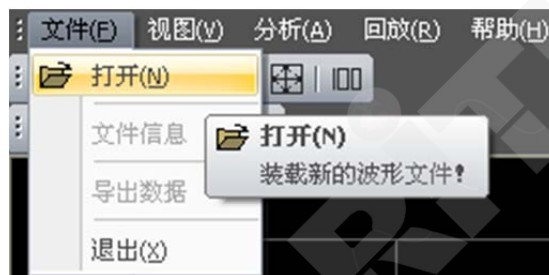 文件(F) 视图(V) 分析(A) 回放(R) 帮助(H)
打开(N)
文件信息
打开(N)
装载新的波形文件!
导出数据
退出(X)